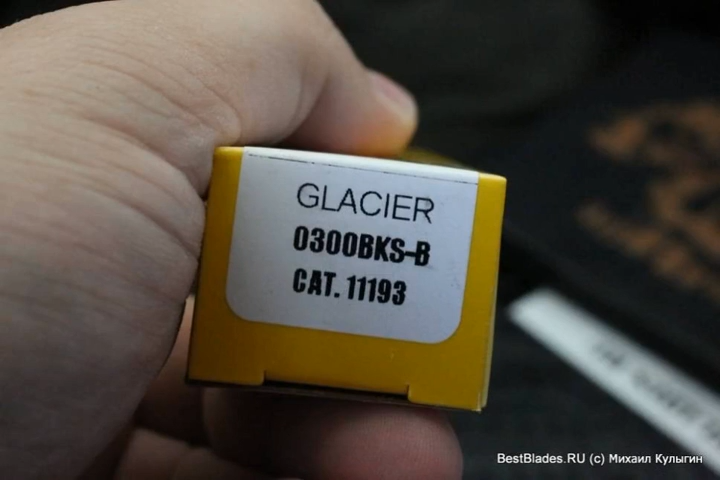 GLACIER
0300BKS-B
CAT. 11193
BestBlades.RU (c) Михаил Кулыгин